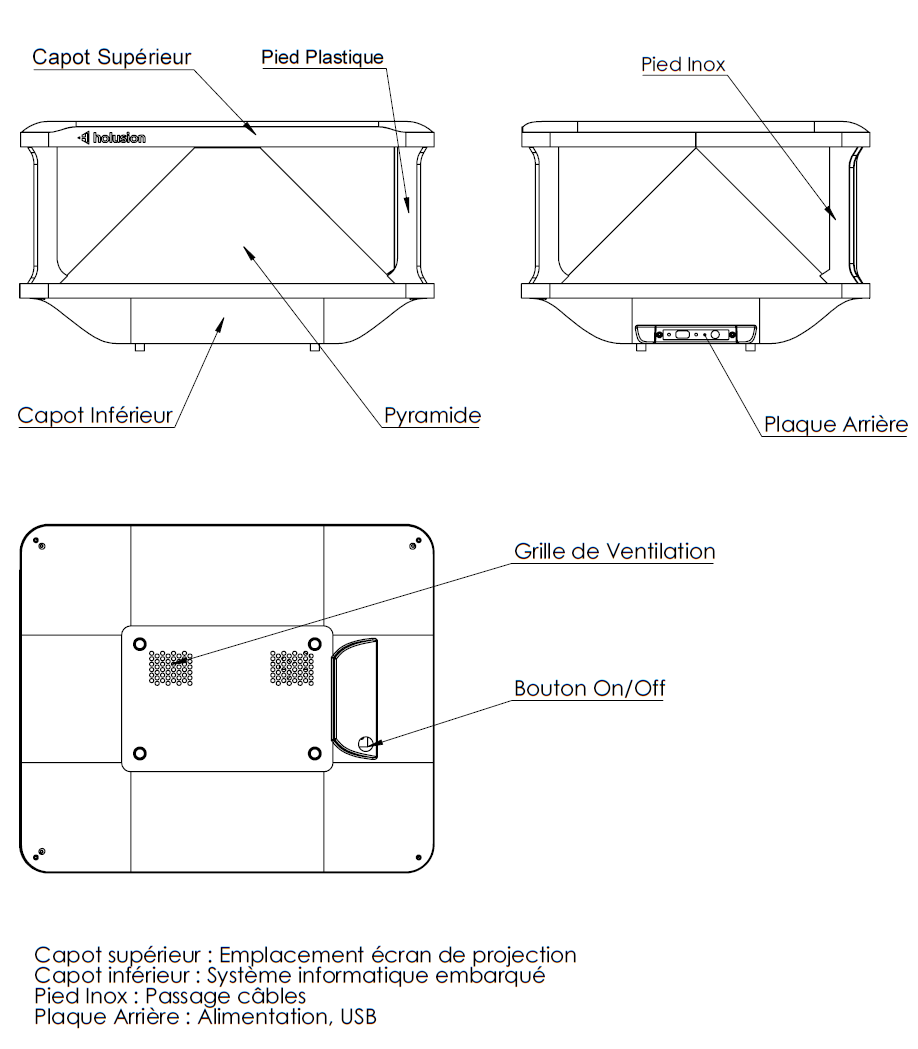 Capot Supérieur
Pied Plastique
Pied Inox
holusion
Capot Inférieur
Pyramide
Plaque Arrière
Grille de Ventilation
Bouton On/Off
Capot supérieur : Emplacement écran de projection
Capot inférieur : Système informatique embarqué
Pied Inox : Passage câbles
Plaque Arrière : Alimentation, USB